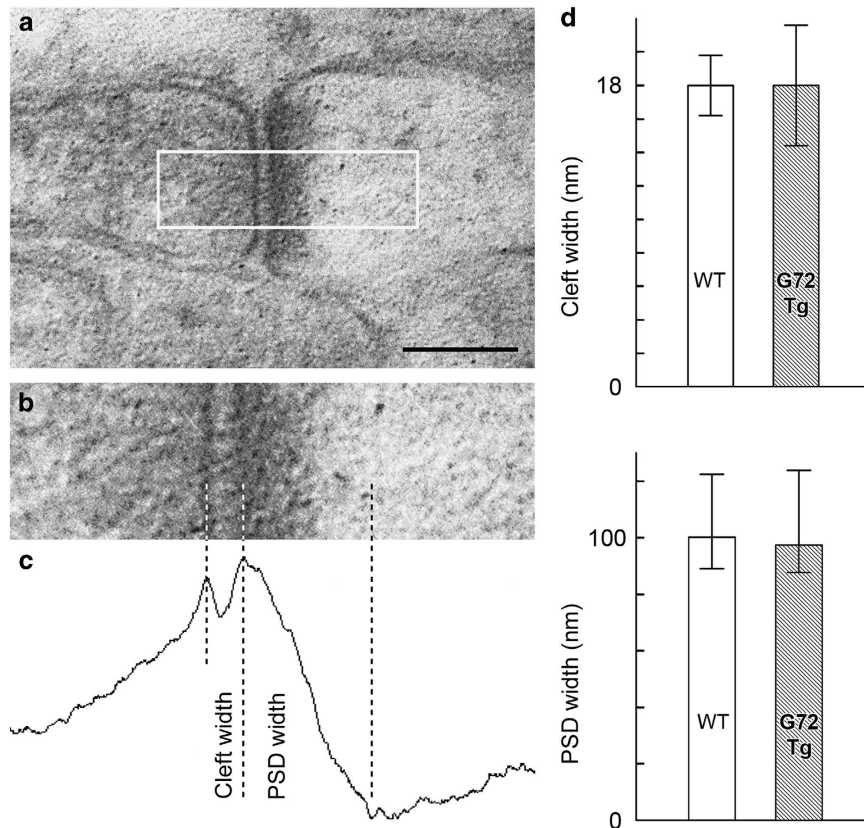 a
b
c
Cleft width
PSD width
d
Cleft width (nm)
18
0
WT
G72
Tg
PSD width (nm)
100
0
WT
G72
Tg